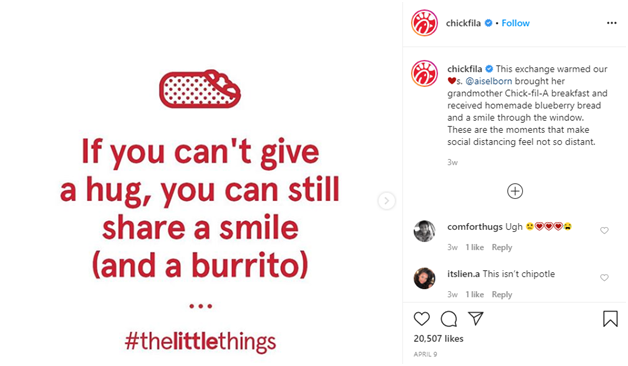 If you can't give
a hug, you can still
share a smile
(and a burrito)
...
#thelittlethings
chickfila • Follow
chickfila This exchange warmed our
❤s. @aiselborn brought her
grandmother Chick-fil-A breakfast and
received homemade blueberry bread
and a smile through the window.
These are the moments that make
social distancing feel not so distant.
3w
comforthugs Ugh
3w 1 like Reply
itslien.a This isn't chipotle
3w 1 like Reply
20,507 likes
APRIL 9